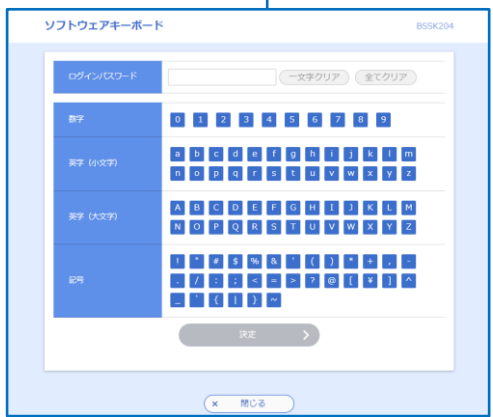 ソフトウェアキーボード BSSK204
ログインパスワード 一文字クリア 全てクリア
数字 0 1 2 3 4 5 6 7 8 9
英字 (小文字) a b c d e f g h i j k l m
n o p q r s t u v w x y z
英字 (大文字) A B C D E F G H I J K L M
N O P Q R S T U V W X Y Z
記号 ! " # $ % & ' ( ) * + , -
. / : ; < = > ? @ [ ¥ ] ^
_ ` { | } ~
決定 >
× 閉じる